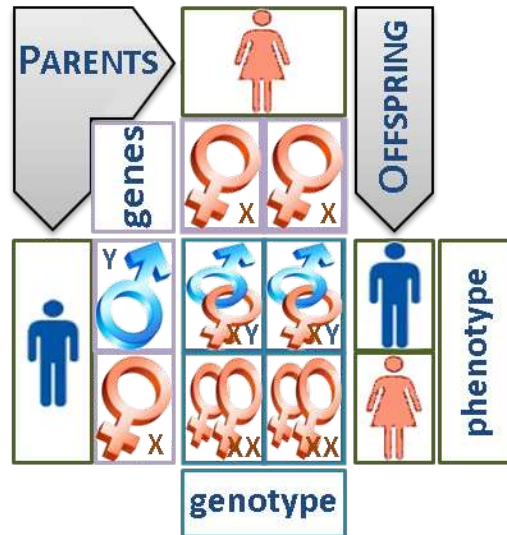 PARENTS
OFFSPRING
genes
X X
Y XY XY
X XX XX
phenotype
genotype